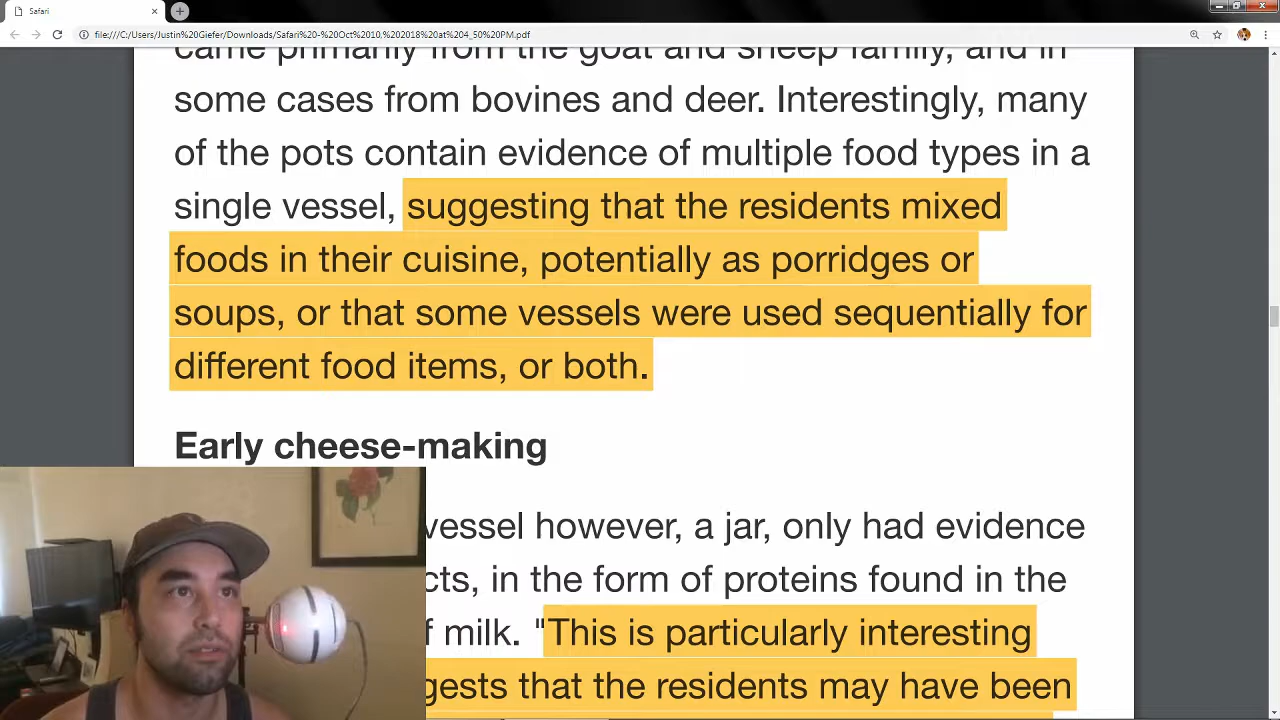 Safari
file:///C:/Users/Justin%20Giefer/Downloads/Safari%20-%20Oct%2010,%202018%20at%204_50%20PM.pdf
came primarily from the goat and sheep family, and in
some cases from bovines and deer. Interestingly, many
of the pots contain evidence of multiple food types in a
single vessel, suggesting that the residents mixed
foods in their cuisine, potentially as porridges or
soups, or that some vessels were used sequentially for
different food items, or both.
Early cheese-making
vessel however, a jar, only had evidence
cts, in the form of proteins found in the
f milk. "This is particularly interesting
gests that the residents may have been